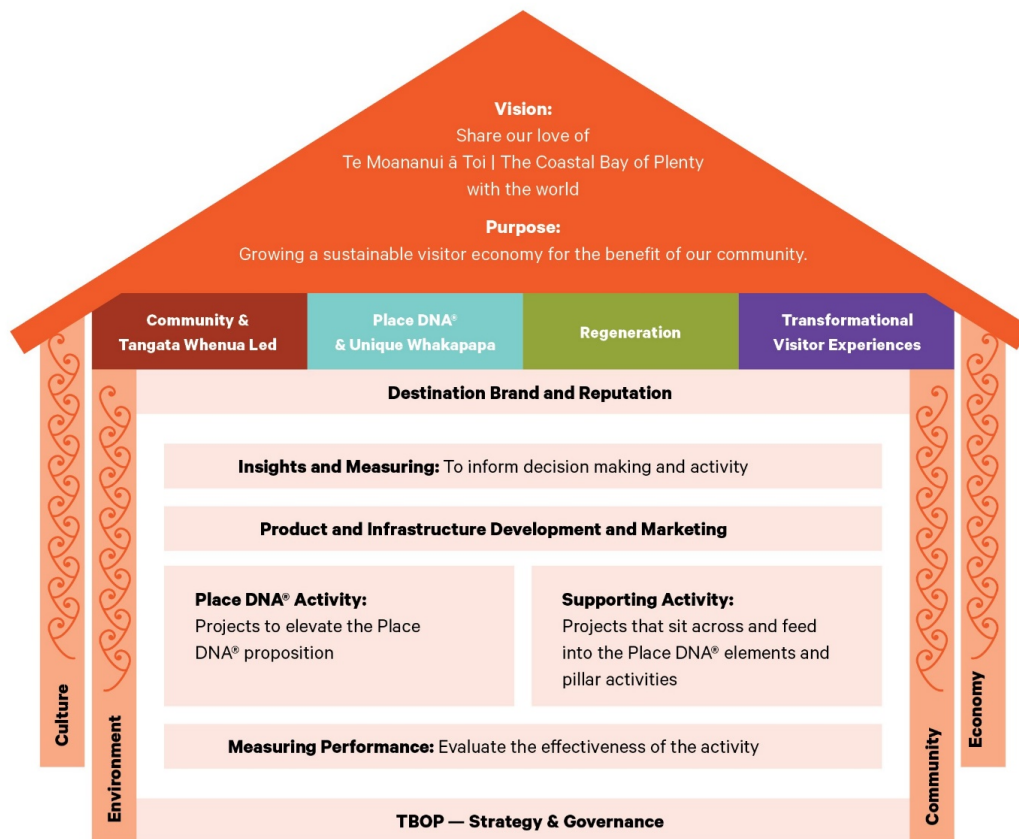 Vision:
Share our love of
Te Moananui ā Toi | The Coastal Bay of Plenty
with the world
Purpose:
Growing a sustainable visitor economy for the benefit of our community.
Community &
Tangata Whenua Led
Place DNA®
& Unique Whakapapa
Regeneration
Transformational
Visitor Experiences
Destination Brand and Reputation
Insights and Measuring: To inform decision making and activity
Product and Infrastructure Development and Marketing
Place DNA® Activity:
Projects to elevate the Place
DNA® proposition
Supporting Activity:
Projects that sit across and feed
into the Place DNA® elements and
pillar activities
Measuring Performance: Evaluate the effectiveness of the activity
TBOP — Strategy & Governance
Culture
Environment
Community
Economy